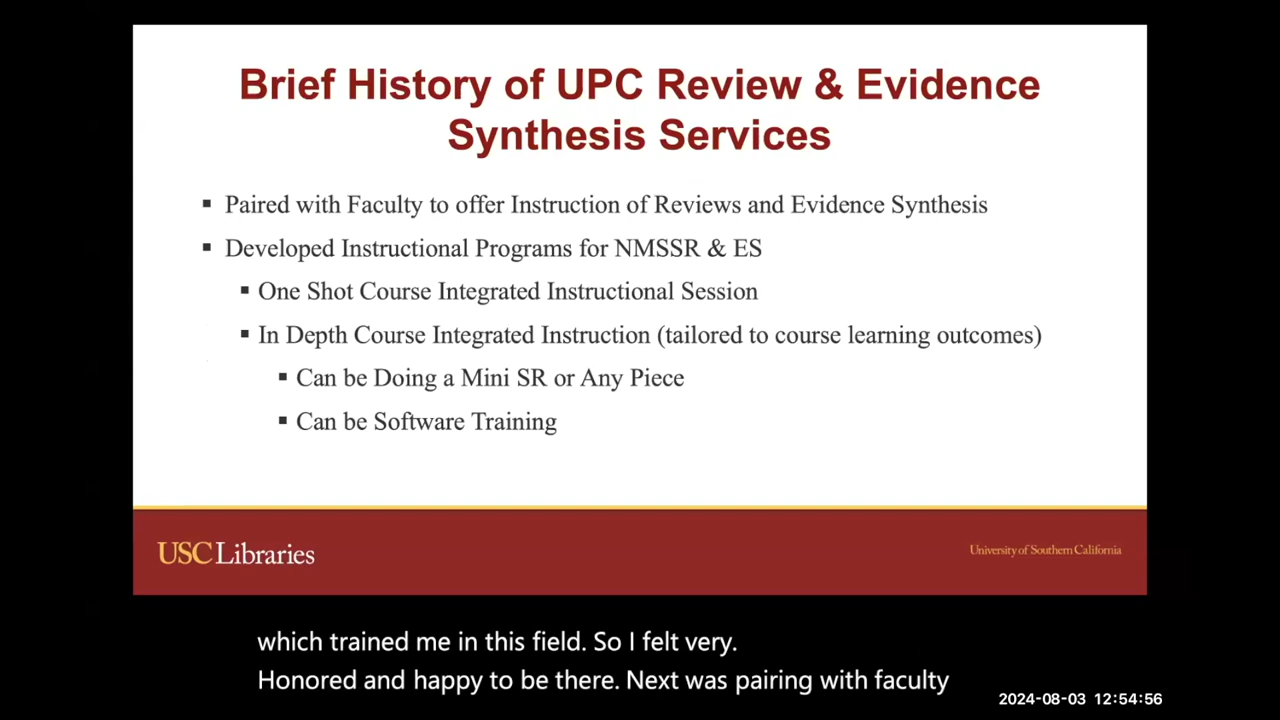 Brief History of UPC Review & Evidence
Synthesis Services
▪ Paired with Faculty to offer Instruction of Reviews and Evidence Synthesis
▪ Developed Instructional Programs for NMSSR & ES
▪ One Shot Course Integrated Instructional Session
▪ In Depth Course Integrated Instruction (tailored to course learning outcomes)
▪ Can be Doing a Mini SR or Any Piece
▪ Can be Software Training
USC Libraries
University of Southern California
which trained me in this field. So I felt very.
Honored and happy to be there. Next was pairing with faculty
2024-08-03 12:54:56